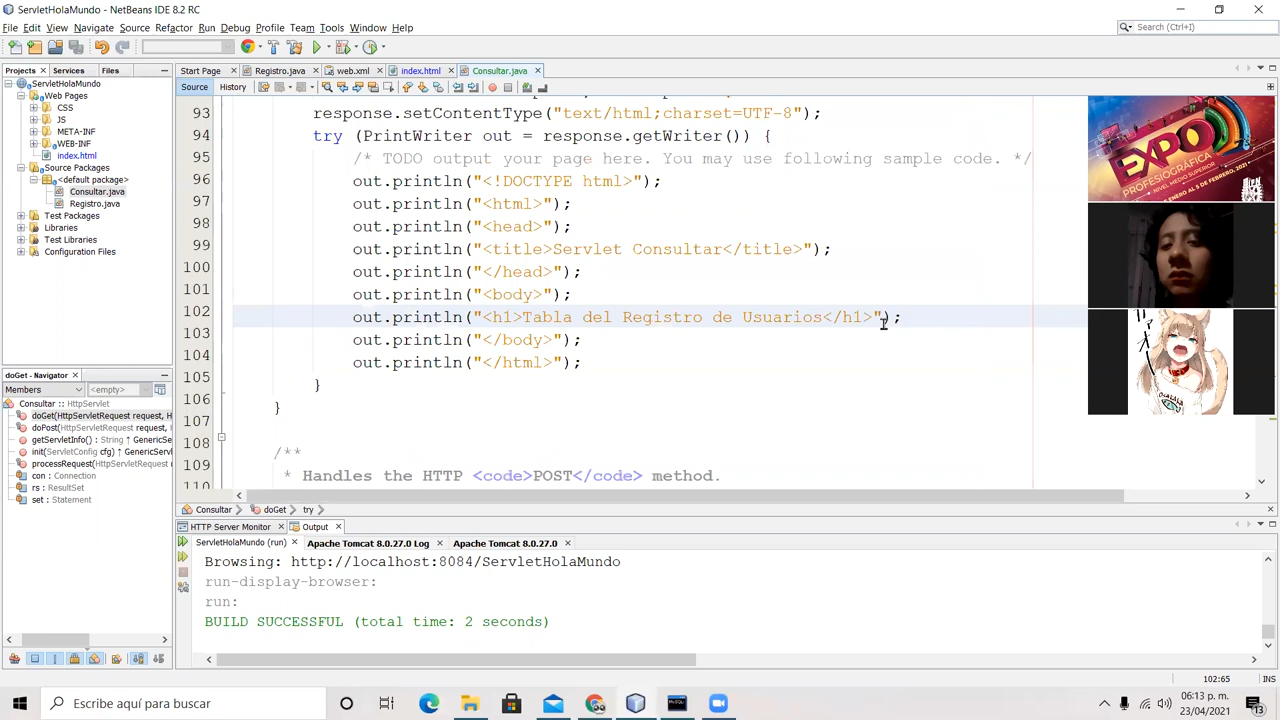 ServletHolaMundo - NetBeans IDE 8.2 RC
File Edit View Navigate Source Refactor Run Debug Profile Team Tools Window Help
Search (Ctrl+I)
Projects Services Files
Start Page Registro.java web.xml index.html Consultar.java
Source History
ServletHolaMundo
Web Pages
CSS
JS
META-INF
WEB-INF
index.html
Source Packages
<default package>
Consultar.java
Registro.java
Test Packages
Libraries
Test Libraries
Configuration Files
93 response.setContentType("text/html;charset=UTF-8");
94 try (PrintWriter out = response.getWriter()) {
95 /* TODO output your page here. You may use following sample code. */
96 out.println("<!DOCTYPE html>");
97 out.println("<html>");
98 out.println("<head>");
99 out.println("<title>Servlet Consultar</title>");
100 out.println("</head>");
101 out.println("<body>");
102 out.println("<h1>Tabla del Registro de Usuarios</h1>");
103 out.println("</body>");
104 out.println("</html>");
105 }
106 }
107
108 /**
109 * Handles the HTTP <code>POST</code> method.
110
EXPO
PROFESIOGRÁFICA
NIVEL MEDIO SUPERIOR
doGet - Navigator
Members <empty>
Consultar :: HttpServlet
doGet(HttpServletRequest request, H
doPost(HttpServletRequest request,
getServletInfo() : String ↑ GenericSe
init(ServletConfig cfg) ↑ GenericServ
processRequest(HttpServletRequest
con : Connection
rs : ResultSet
set : Statement
Consultar doGet try
HTTP Server Monitor Output
ServletHolaMundo (run) Apache Tomcat 8.0.27.0 Log Apache Tomcat 8.0.27.0
Browsing: http://localhost:8084/ServletHolaMundo
run-display-browser:
run:
BUILD SUCCESSFUL (total time: 2 seconds)
102:65 INS
Escribe aquí para buscar
06:13 p. m.
23/04/2021
13